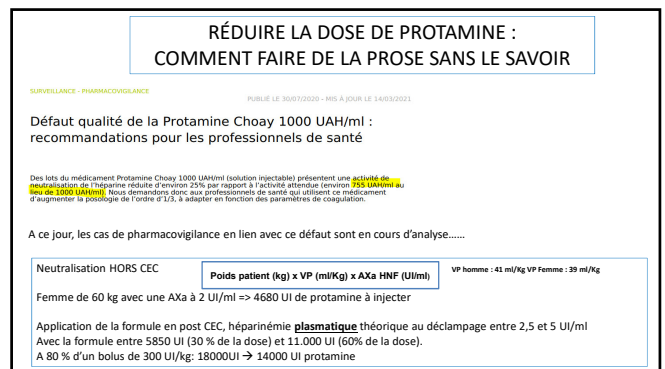 RÉDUIRE LA DOSE DE PROTAMINE :
COMMENT FAIRE DE LA PROSE SANS LE SAVOIR
SURVEILLANCE - PHARMACOVIGILANCE
PUBLIÉ LE 30/07/2020 - MIS À JOUR LE 14/03/2021
Défaut qualité de la Protamine Choay 1000 UAH/ml :
recommandations pour les professionnels de santé
Des lots du médicament Protamine Choay 1000 UAH/ml (solution injectable) présentent une activité de
neutralisation de l'héparine réduite d'environ 25% par rapport à l'activité attendue (environ 755 UAH/ml au
lieu de 1000 UAH/ml). Nous demandons donc aux professionnels de santé qui utilisent ce médicament
d'augmenter la posologie de l'ordre d'1/3, à adapter en fonction des paramètres de coagulation.
A ce jour, les cas de pharmacovigilance en lien avec ce défaut sont en cours d'analyse......
Neutralisation HORS CEC
Poids patient (kg) x VP (ml/Kg) x AXa HNF (UI/ml)
VP homme : 41 ml/Kg VP Femme : 39 ml/Kg
Femme de 60 kg avec une AXa à 2 UI/ml => 4680 UI de protamine à injecter
Application de la formule en post CEC, héparinémie plasmatique théorique au déclampage entre 2,5 et 5 UI/ml
Avec la formule entre 5850 UI (30 % de la dose) et 11.000 UI (60% de la dose).
A 80 % d'un bolus de 300 UI/kg: 18000UI → 14000 UI protamine